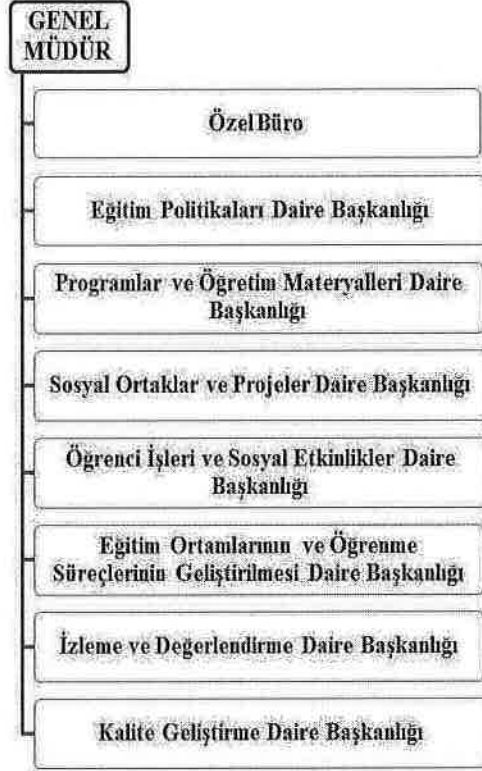 GENEL
MÜDÜR
Özel Büro
Eğitim Politikaları Daire Başkanlığı
Programlar ve Öğretim Materyalleri Daire
Başkanlığı
Sosyal Ortaklar ve Projeler Daire Başkanlığı
Öğrenci İşleri ve Sosyal Etkinlikler Daire
Başkanlığı
Eğitim Ortamlarının ve Öğrenme
Süreçlerinin Geliştirilmesi Daire Başkanlığı
İzleme ve Değerlendirme Daire Başkanlığı
Kalite Geliştirme Daire Başkanlığı